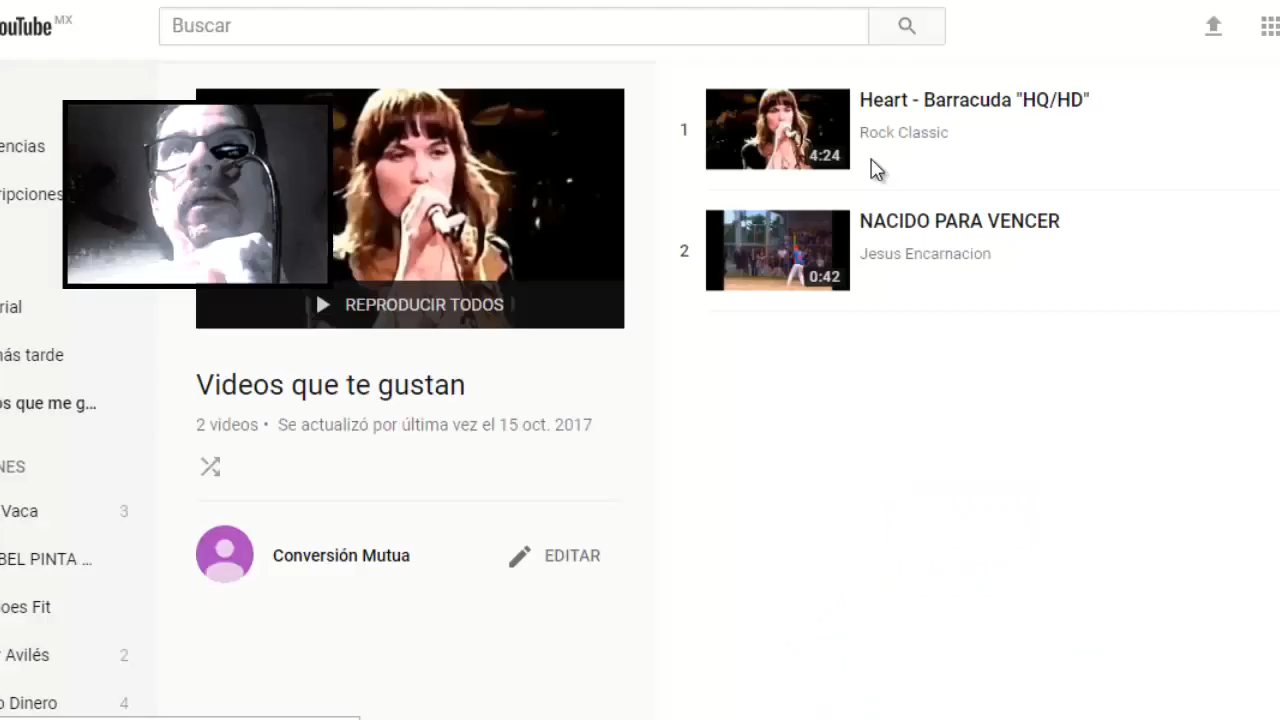 ouTube MX
Buscar
encias
ripciones
rial
nás tarde
os que me g...
NES
Vaca 3
BEL PINTA ...
oes Fit
Avilés 2
o Dinero 4
REPRODUCIR TODOS
Videos que te gustan
2 videos • Se actualizó por última vez el 15 oct. 2017
Conversión Mutua
EDITAR
1
4:24
Heart - Barracuda "HQ/HD"
Rock Classic
2
0:42
NACIDO PARA VENCER
Jesus Encarnacion